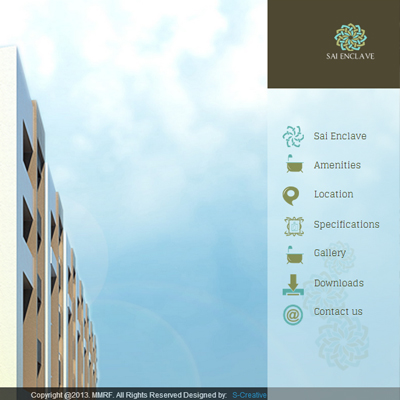 SAI ENCLAVE
Sai Enclave
Amenities
Location
Specifications
Gallery
Downloads
Contact us
Copyright @2013. MMRF. All Rights Reserved Designed by: S-Creative